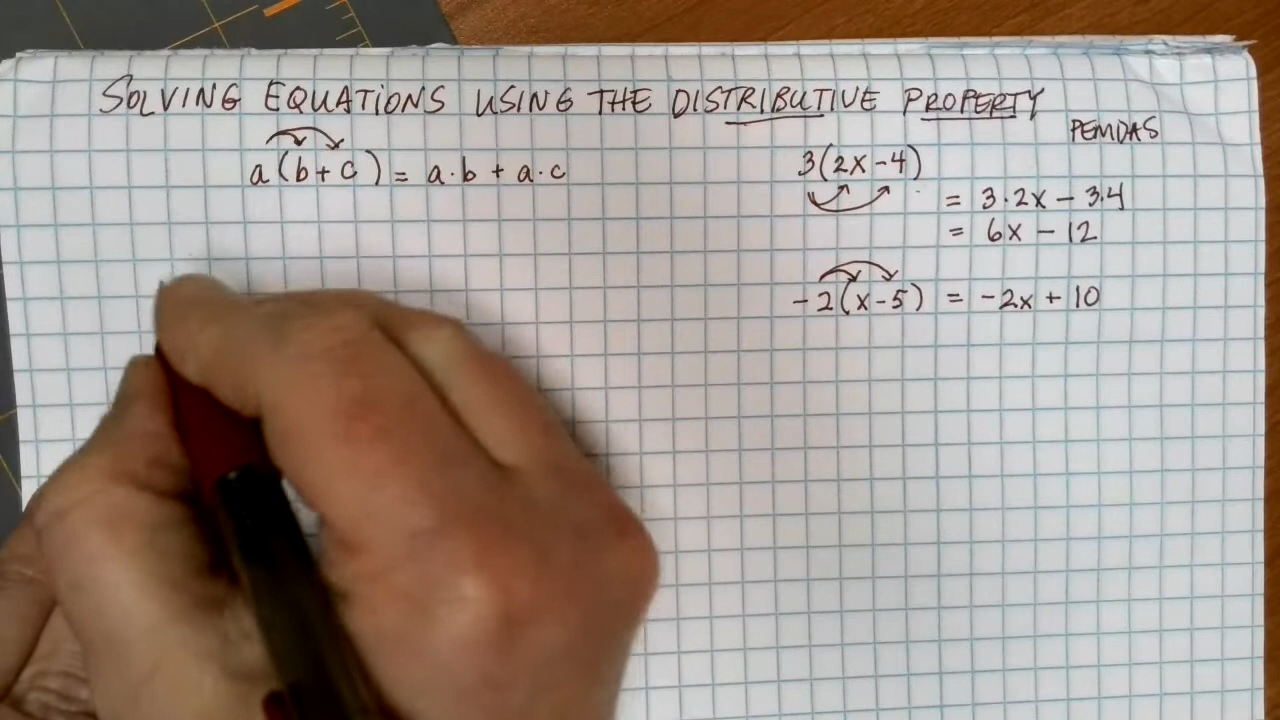 SOLVING EQUATIONS USING THE DISTRIBUTIVE PROPERTY
PEMDAS
a(b+c) = a·b + a·c
3(2x-4)
= 3·2x - 3·4
= 6x - 12
-2(x-5) = -2x + 10